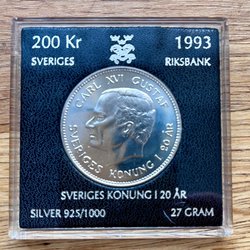 200 Kr 1993
SVERIGES RIKSBANK
CARL XVI GUSTAF
SVERIGES KONUNG I 20 ÅR
SVERIGES KONUNG I 20 ÅR
SILVER 925/1000 27 GRAM